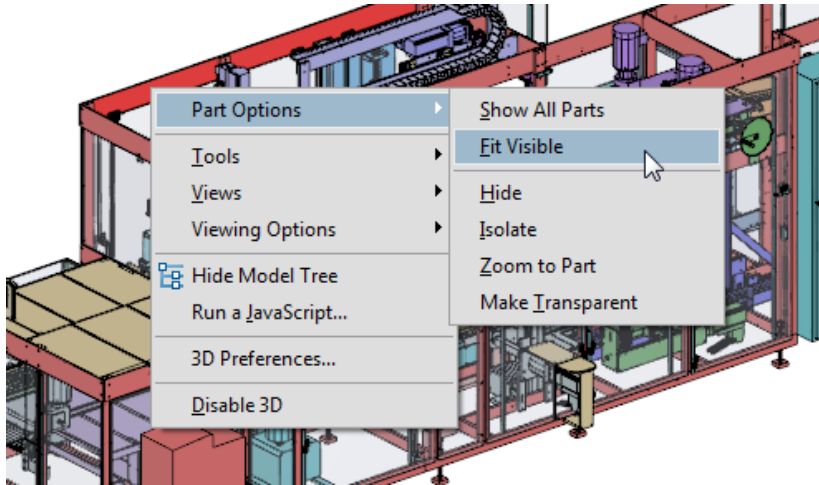 Part Options
Tools
Views
Viewing Options
Hide Model Tree
Run a JavaScript...
3D Preferences...
Disable 3D
Show All Parts
Fit Visible
Hide
Isolate
Zoom to Part
Make Transparent